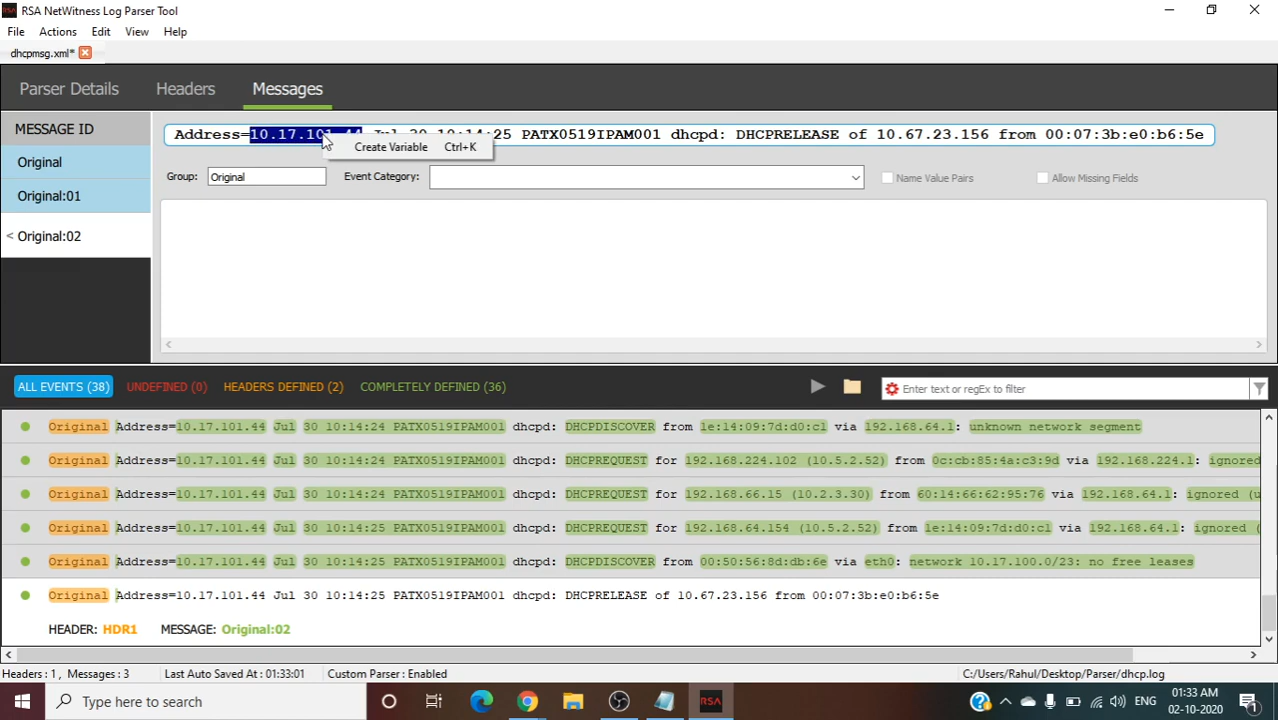 RSA NetWitness Log Parser Tool
File Actions Edit View Help
dhcpmsg.xml*
Parser Details Headers Messages
MESSAGE ID
Address=10.17.101.44 Jul 30 10:14:25 PATX0519IPAM001 dhcpd: DHCPRELEASE of 10.67.23.156 from 00:07:3b:e0:b6:5e
Create Variable Ctrl+K
Original
Group: Original Event Category: Name Value Pairs Allow Missing Fields
Original:01
< Original:02
ALL EVENTS (38) UNDEFINED (0) HEADERS DEFINED (2) COMPLETELY DEFINED (36) Enter text or regEx to filter
Original Address=10.17.101.44 Jul 30 10:14:24 PATX0519IPAM001 dhcpd: DHCPDISCOVER from 1e:14:09:7d:d0:c1 via 192.168.64.1: unknown network segment
Original Address=10.17.101.44 Jul 30 10:14:24 PATX0519IPAM001 dhcpd: DHCPREQUEST for 192.168.224.102 (10.5.2.52) from 0c:cb:85:4a:c3:9d via 192.168.224.1: ignored
Original Address=10.17.101.44 Jul 30 10:14:24 PATX0519IPAM001 dhcpd: DHCPREQUEST for 192.168.66.15 (10.2.3.30) from 60:14:66:62:95:76 via 192.168.64.1: ignored (u
Original Address=10.17.101.44 Jul 30 10:14:25 PATX0519IPAM001 dhcpd: DHCPREQUEST for 192.168.64.154 (10.5.2.52) from 1e:14:09:7d:d0:c1 via 192.168.64.1: ignored (
Original Address=10.17.101.44 Jul 30 10:14:25 PATX0519IPAM001 dhcpd: DHCPDISCOVER from 00:50:56:8d:db:6e via eth0: network 10.17.100.0/23: no free leases
Original Address=10.17.101.44 Jul 30 10:14:25 PATX0519IPAM001 dhcpd: DHCPRELEASE of 10.67.23.156 from 00:07:3b:e0:b6:5e
HEADER: HDR1 MESSAGE: Original:02
Headers : 1 , Messages : 3 Last Auto Saved At : 01:33:01 Custom Parser : Enabled C:/Users/Rahul/Desktop/Parser/dhcp.log
Type here to search RSA ENG 01:33 AM
02-10-2020 1